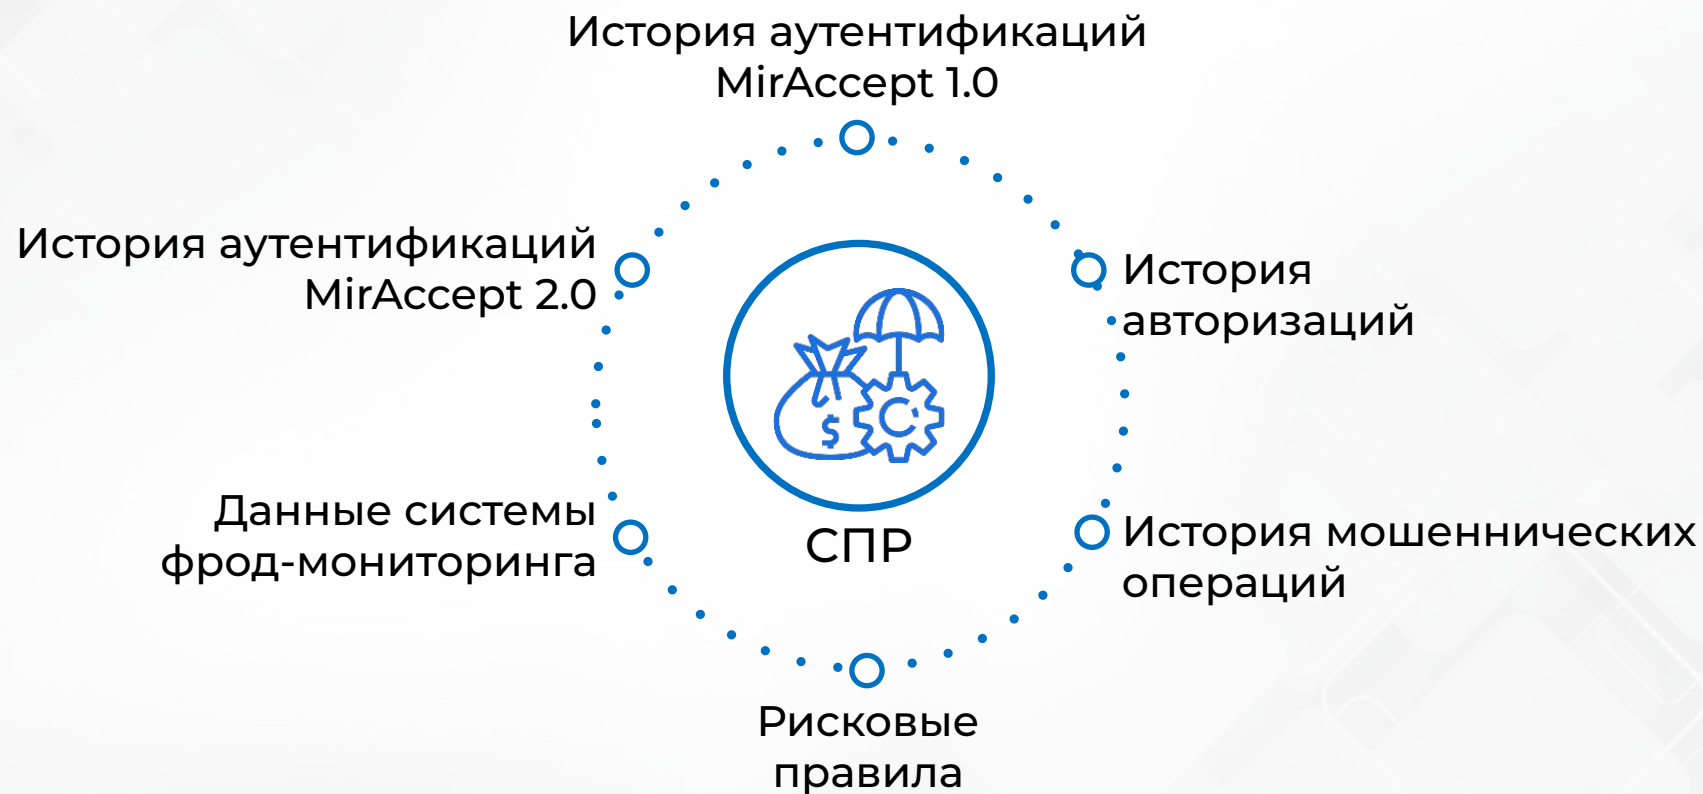 История аутентификаций
MirAccept 1.0
История аутентификаций
MirAccept 2.0
История
авторизаций
$
СПР
Данные системы
фрод-мониторинга
История мошеннических
операций
Рисковые
правила